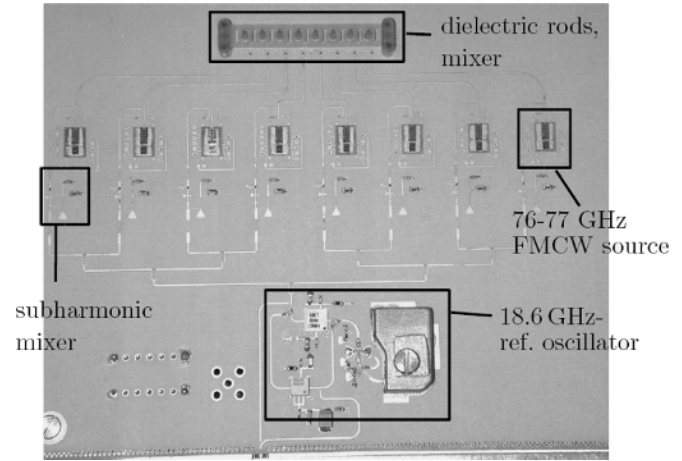 dielectric rods,
mixer
76-77 GHz
FMCW source
subharmonic
mixer
18.6 GHz-
ref. oscillator